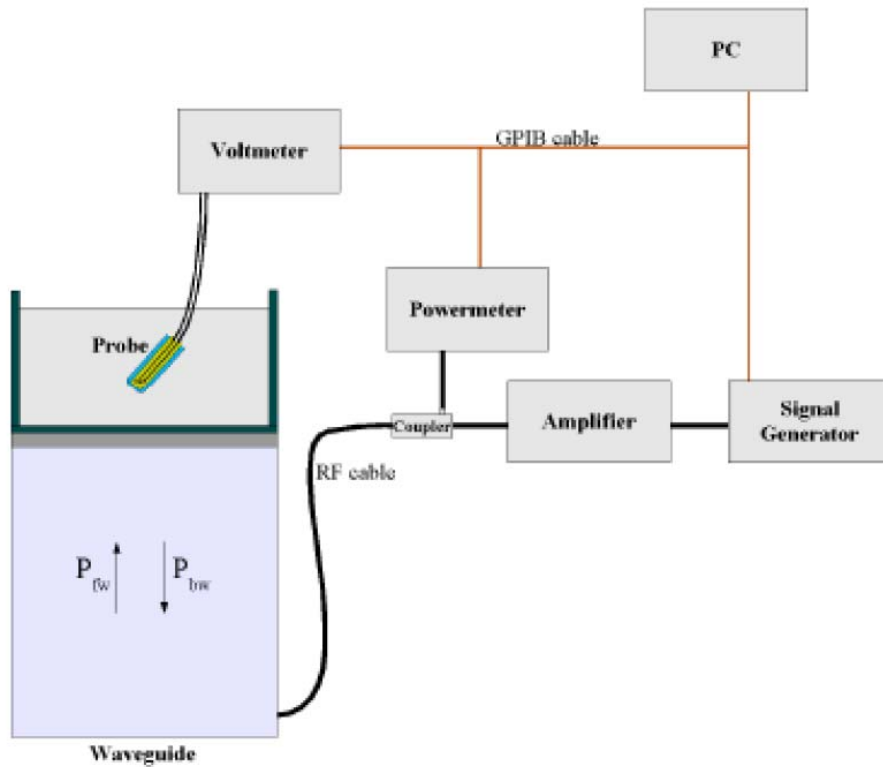 PC
GPIB cable
Voltmeter
Powermeter
Probe
Coupler
Amplifier
Signal
Generator
RF cable
P fw
P bw
Waveguide